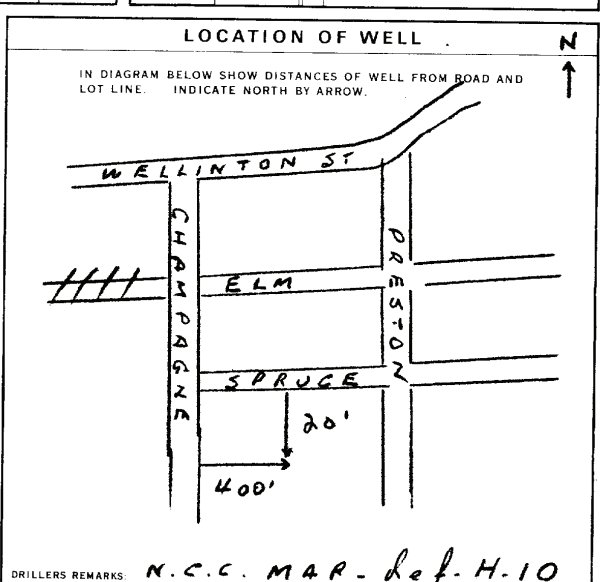 LOCATION OF WELL
N
IN DIAGRAM BELOW SHOW DISTANCES OF WELL FROM ROAD AND
LOT LINE. INDICATE NORTH BY ARROW.
WELLINTON ST
CHAMPAGNE
PRESTON
ELM
SPRUCE
20'
400'
DRILLERS REMARKS: N.C.C. MAP - Ref. H-10